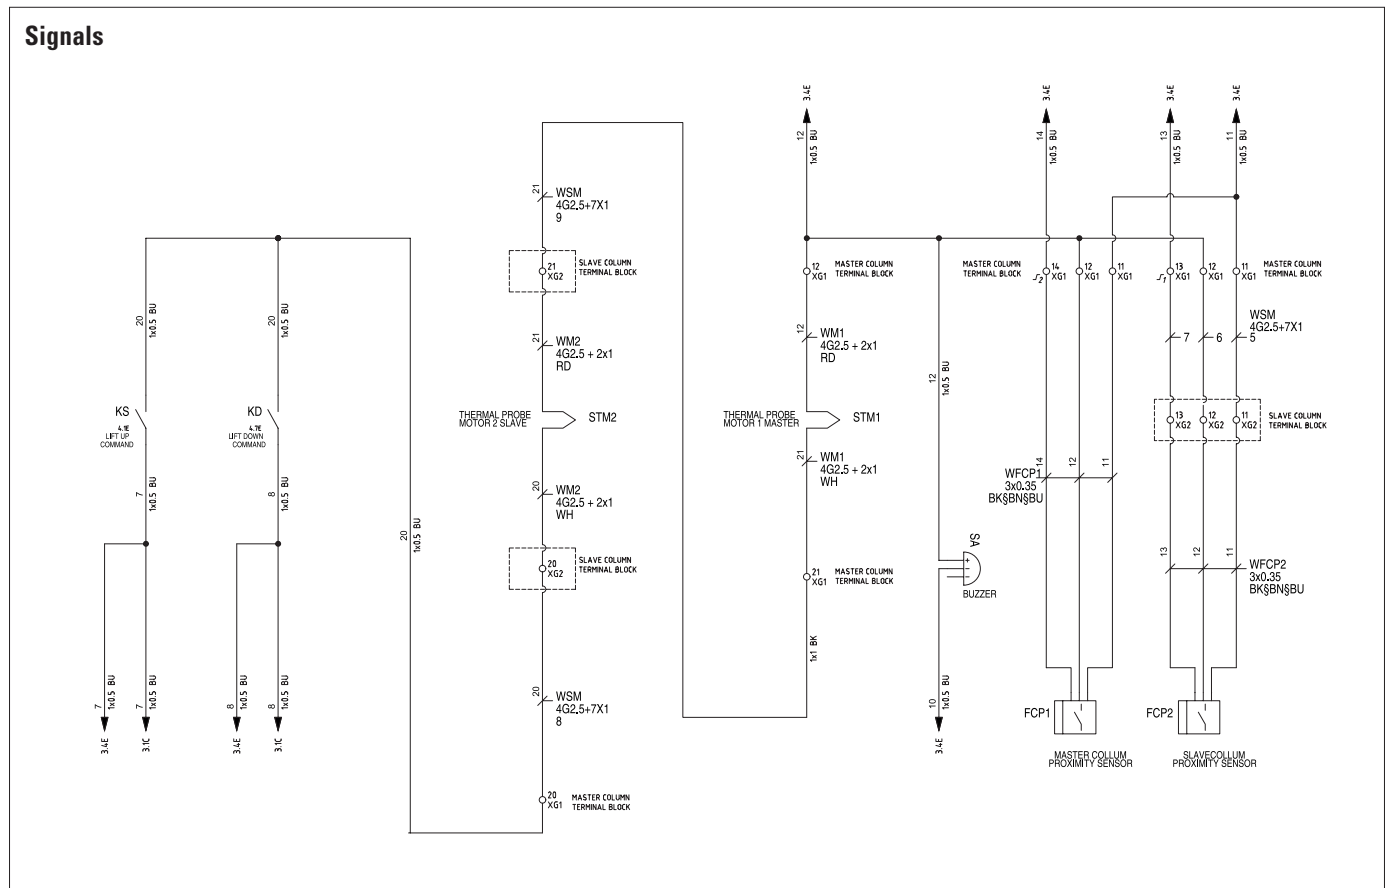 Signals
3.4E
12
1x0.5 BU
3.4E
14
1x0.5 BU
3.4E
13
1x0.5 BU
3.4E
11
1x0.5 BU
21
WSM
4G2.5+7X1
9
21
XG2
SLAVE COLUMN
TERMINAL BLOCK
12
XG1
MASTER COLUMN
TERMINAL BLOCK
MASTER COLUMN
TERMINAL BLOCK
2
14
XG1
12
XG1
11
XG1
1
13
XG1
12
XG1
11
XG1
MASTER COLUMN
TERMINAL BLOCK
20
1x0.5 BU
20
1x0.5 BU
21
WM2
4G2.5 + 2x1
RD
12
WM1
4G2.5 + 2x1
RD
12
1x0.5 BU
WSM
4G2.5+7X1
7
6
5
KS
4.1E
LIFT UP
COMMAND
KD
4.7E
LIFT DOWN
COMMAND
THERMAL PROBE
MOTOR 2 SLAVE
STM2
THERMAL PROBE
MOTOR 1 MASTER
STM1
13
XG2
12
XG2
11
XG2
SLAVE COLUMN
TERMINAL BLOCK
21
WM1
4G2.5 + 2x1
WH
WFCP1
3x0.35
BK§BN§BU
14
12
11
7
1x0.5 BU
8
1x0.5 BU
20
WM2
4G2.5 + 2x1
WH
20
1x0.5 BU
20
XG2
SLAVE COLUMN
TERMINAL BLOCK
21
XG1
MASTER COLUMN
TERMINAL BLOCK
SA
+
-
BUZZER
13
12
11
WFCP2
3x0.35
BK§BN§BU
1x1 BK
7
1x0.5 BU
3.4E
7
1x0.5 BU
3.1C
8
1x0.5 BU
3.4E
8
1x0.5 BU
3.1C
20
WSM
4G2.5+7X1
8
10
1x0.5 BU
3.4E
FCP1
MASTER COLLUM
PROXIMITY SENSOR
FCP2
SLAVECOLLUM
PROXIMITY SENSOR
20
XG1
MASTER COLUMN
TERMINAL BLOCK